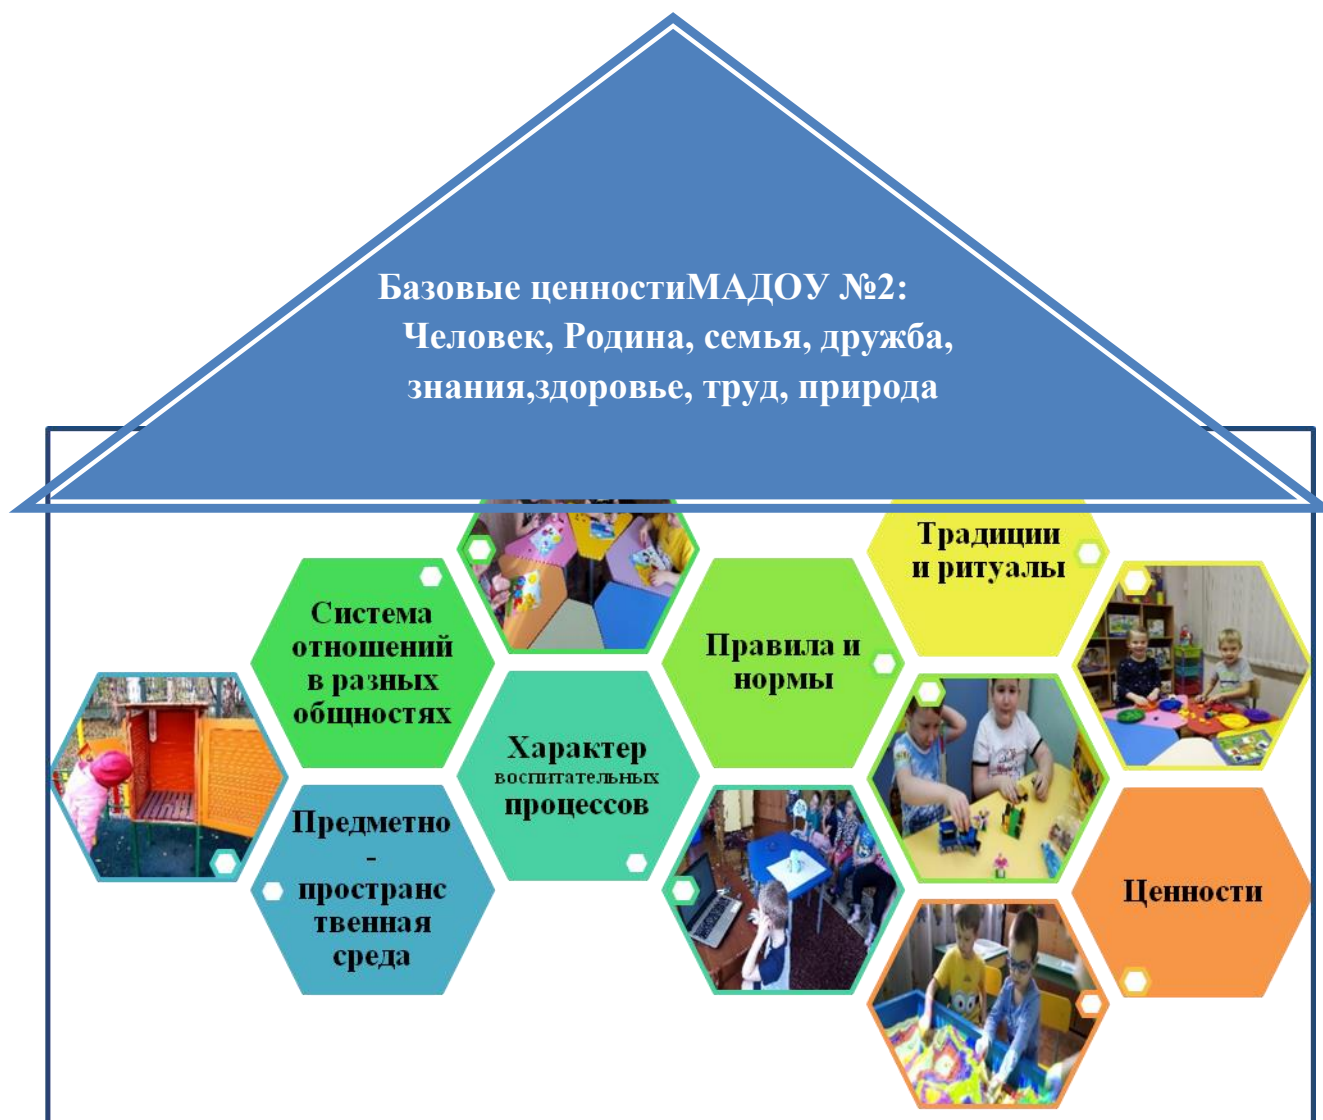 Базовые ценностиМАДОУ №2:
Человек, Родина, семья, дружба,
знания,здоровье, труд, природа
Традиции
и ритуалы
Система
отношений
в разных
общностях
Правила и
нормы
Характер
воспитательных
процессов
Предметно
-
пространс
твенная
среда
Ценности